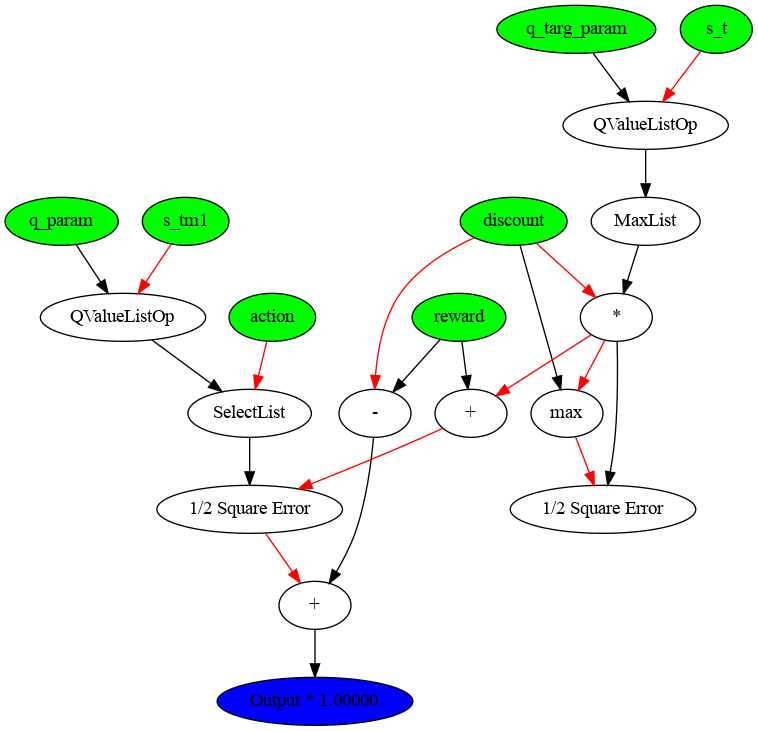 q_targ_param
s_t
QValueListOp
q_param
s_tm1
discount
MaxList
QValueListOp
action
reward
*
SelectList
-
+
max
1/2 Square Error
1/2 Square Error
+
Output * 1.00000